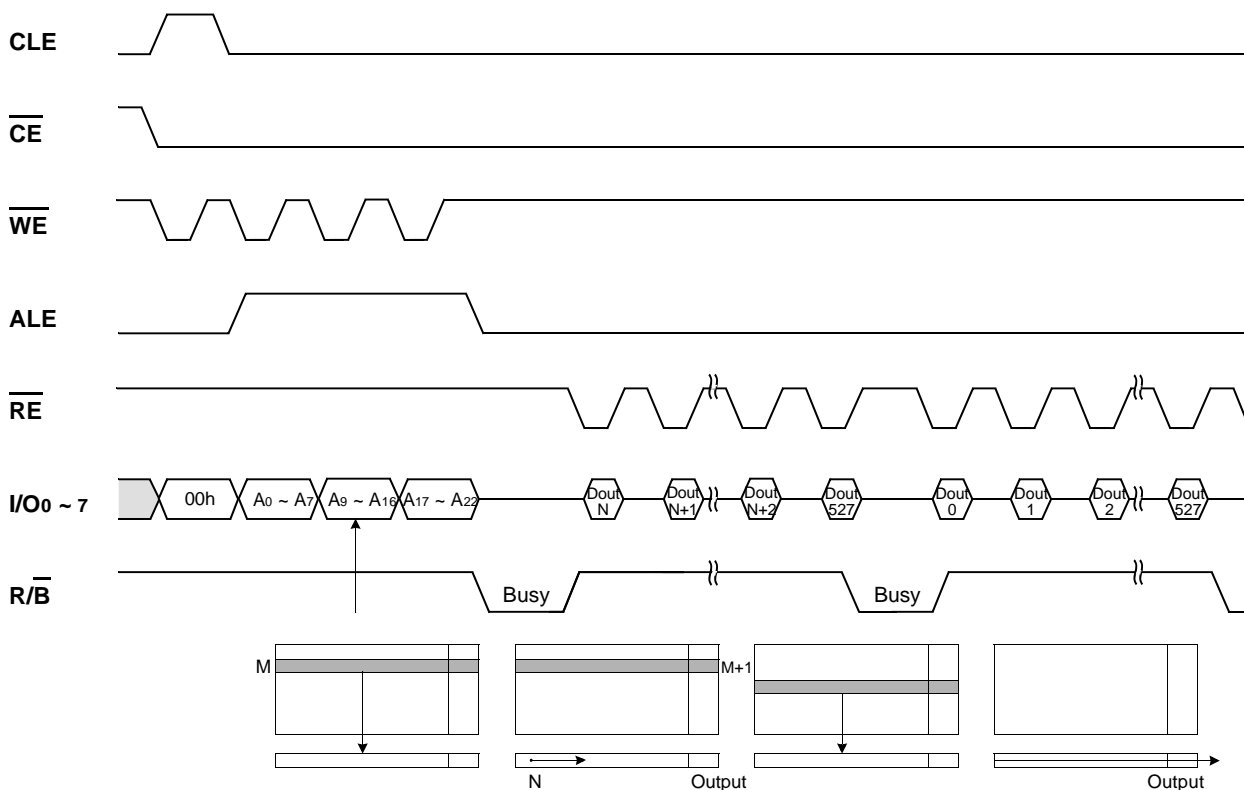 CLE
CE
WE
ALE
RE
I/O0 ~ 7
00h
A0 ~ A7
A9 ~ A16
A17 ~ A22
Dout
N
Dout
N+1
Dout
N+2
Dout
527
Dout
0
Dout
1
Dout
2
Dout
527
R/B
Busy
Busy
M
M+1
N
Output
Output